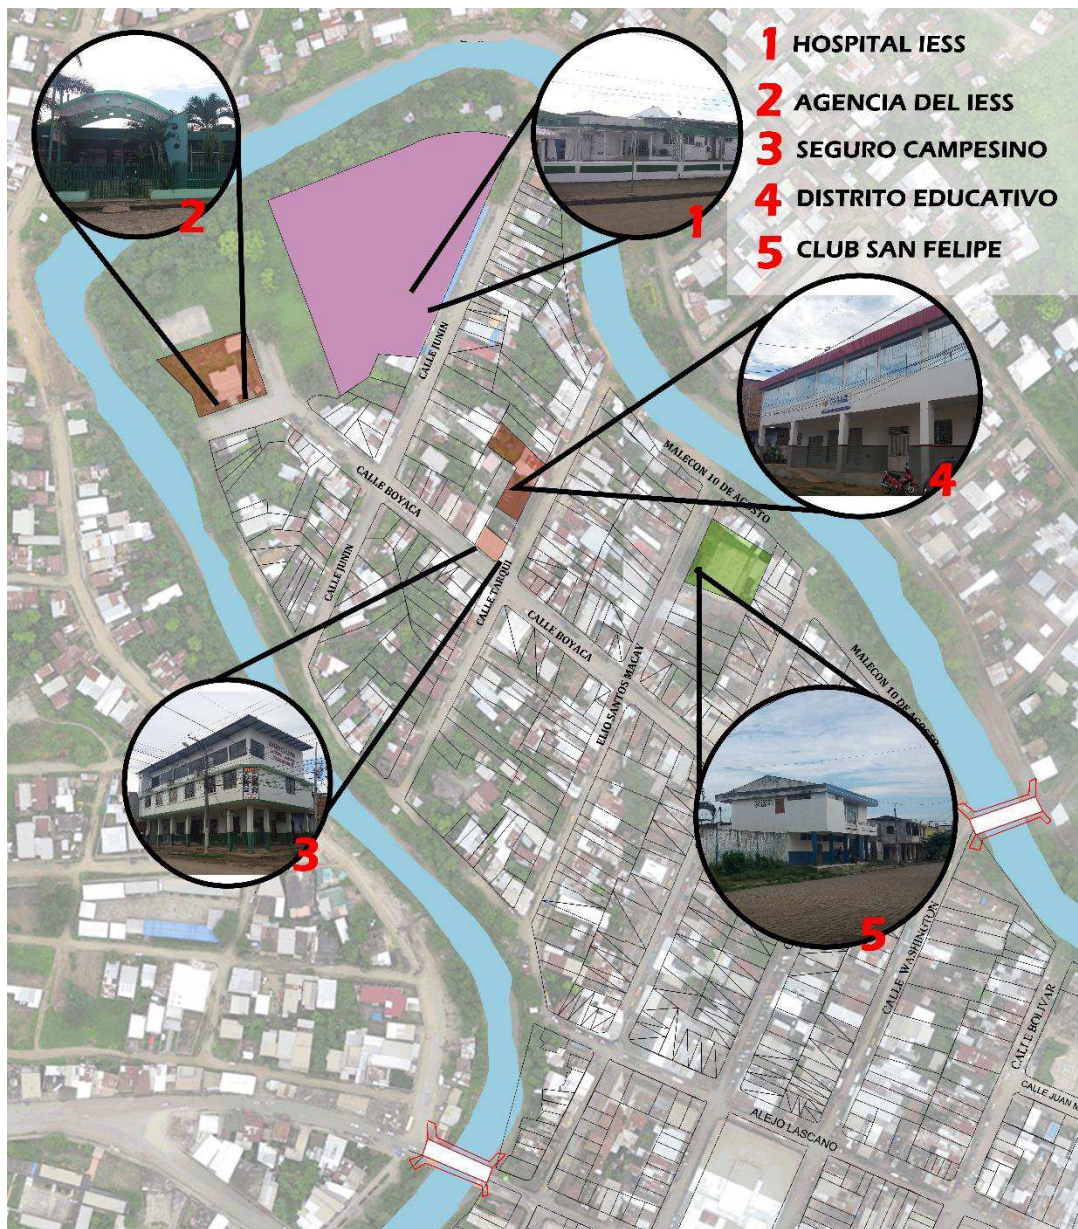 1 HOSPITAL IESS
2 AGENCIA DEL IESS
3 SEGURO CAMPESINO
4 DISTRITO EDUCATIVO
5 CLUB SAN FELIPE
2
1
4
CALLE JUNIN
MALECON 10 DE AGOSTO
CALLE BOYACA
CALLE JUNIN
CALLE TARQUI
CALLE BOYACA
ELIO SANTOS MACAY
MALECON 10 DE AGOSTO
3
5
CALLE WASHINGTON
CALLE BOLIVAR
CALLE JUAN M
ALEJO LASCANO